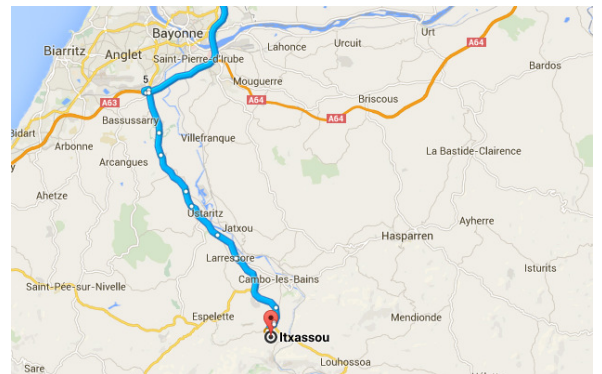 Bayonne
Lahonce
Urcuit
Urt
Biarritz
Anglet
Saint-Pierre-d'Irube
Bardos
5
Mouguerre
A63
A64
Briscous
Bassussarry
A64
Bidart
Arbonne
Villefranque
La Bastide-Clairence
Arcangues
Ahetze
Ustaritz
Jatxou
Ayherre
Hasparren
Larressore
Isturits
Cambo-les-Bains
Saint-Pée-sur-Nivelle
Espelette
Mendionde
Itxassou
Louhossoa
Sare